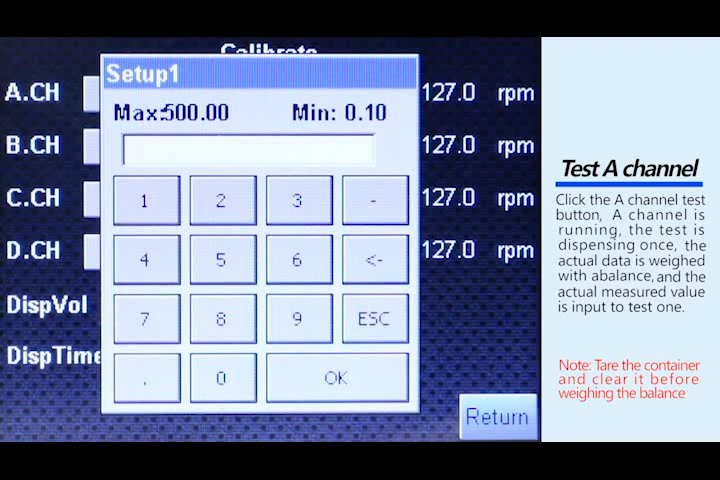 Calibrate
Setup1
Max:500.00 Min: 0.10
A.CH 127.0 rpm
B.CH 127.0 rpm
C.CH 127.0 rpm
D.CH 127.0 rpm
DispVol
DispTime
1 2 3 -
4 5 6 <-
7 8 9 ESC
. 0 OK
Return
Test A channel
Click the A channel test
button, A channel is
running, the test is
dispensing once, the
actual data is weighed
with abalance, and the
actual measured value
is input to test one.
Note: Tare the container
and clear it before
weighing the balance